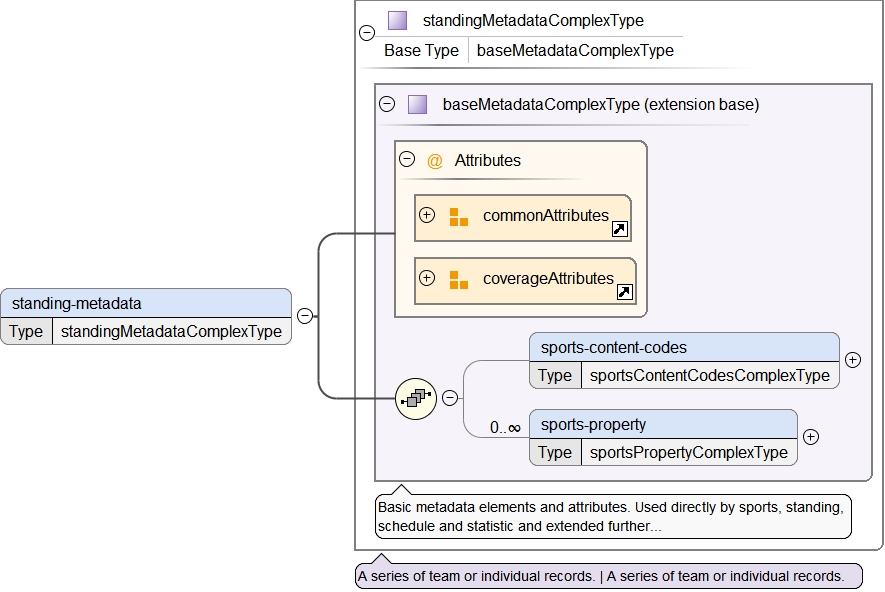 standingMetadataComplexType
Base Type baseMetadataComplexType
baseMetadataComplexType (extension base)
@ Attributes
commonAttributes
coverageAttributes
standing-metadata
Type standingMetadataComplexType
sports-content-codes
Type sportsContentCodesComplexType
0..∞
sports-property
Type sportsPropertyComplexType
Basic metadata elements and attributes. Used directly by sports, standing,
schedule and statistic and extended further...
A series of team or individual records. | A series of team or individual records.